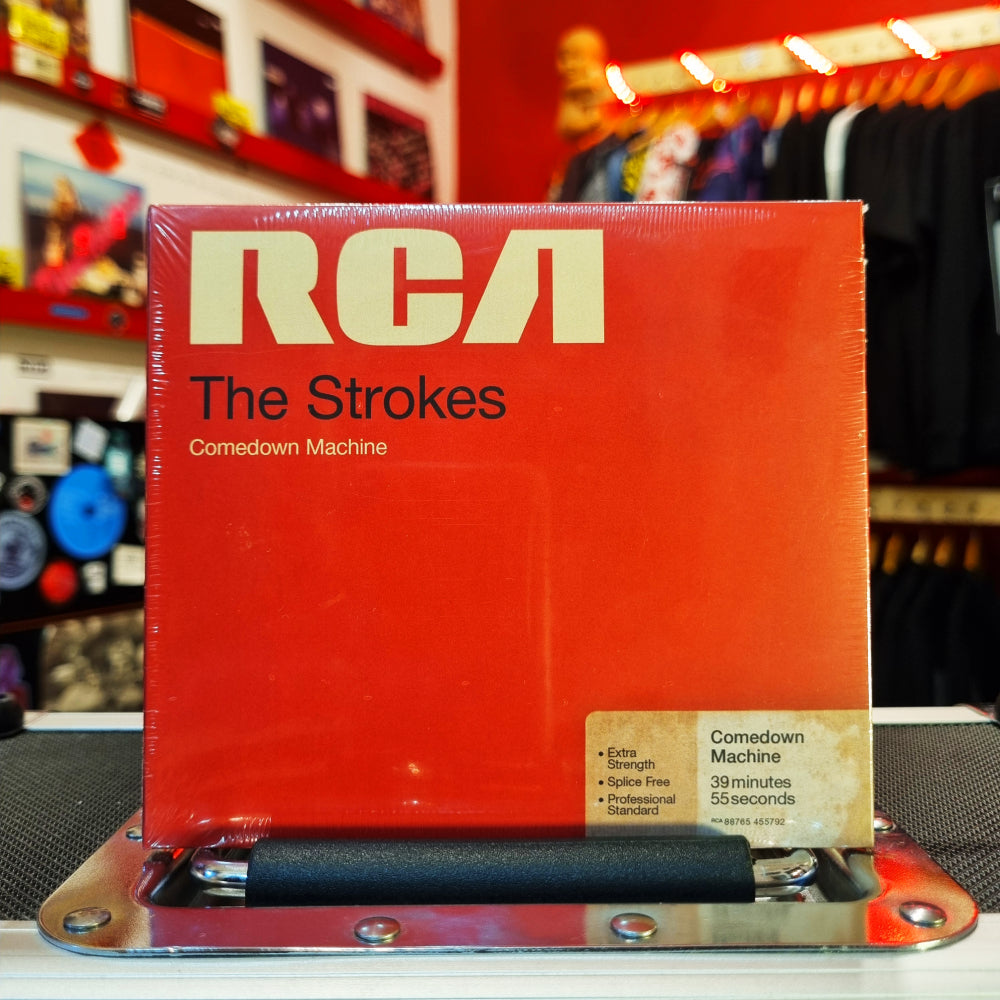 RCA
The Strokes
Comedown Machine
• Extra
Strength
• Splice Free
• Professional
Standard
Comedown
Machine
39 minutes
55 seconds
RCA 88765 455792